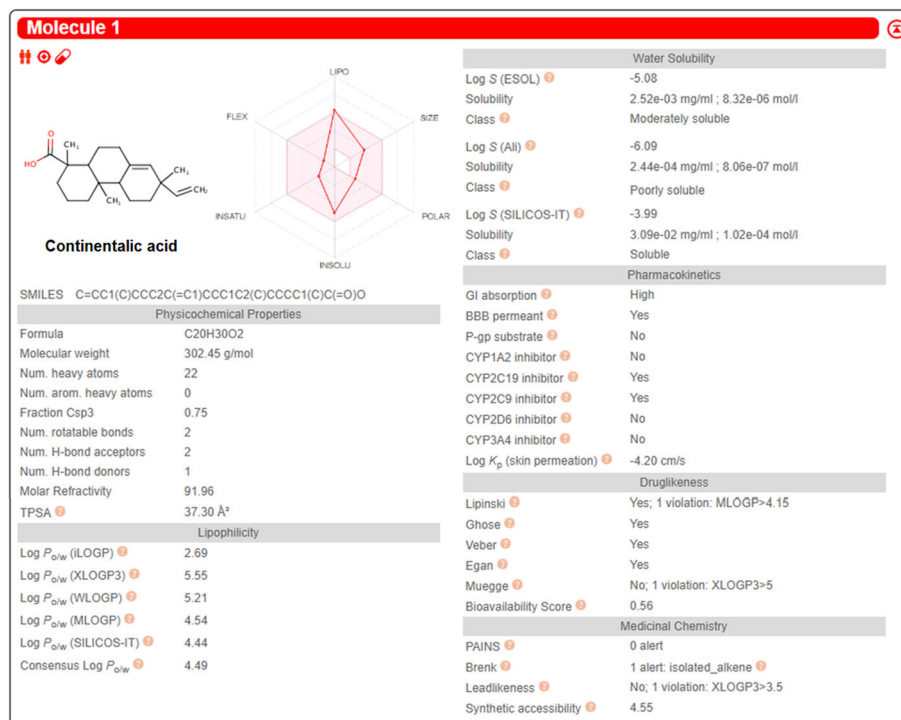 Molecule 1
LIPO
FLEX
SIZE
INSATU
POLAR
INSOLU
O
HO
CH₃
CH₃
CH₃
CH₂
Continentalic acid
SMILES C=CC1(C)CCC2C(=C1)CCC1C2(C)CCCC1(C)C(=O)O
Physicochemical Properties
Formula C20H30O2
Molecular weight 302.45 g/mol
Num. heavy atoms 22
Num. arom. heavy atoms 0
Fraction Csp3 0.75
Num. rotatable bonds 2
Num. H-bond acceptors 2
Num. H-bond donors 1
Molar Refractivity 91.96
TPSA ? 37.30 Å²
Lipophilicity
Log Po/w (iLOGP) ? 2.69
Log Po/w (XLOGP3) ? 5.55
Log Po/w (WLOGP) ? 5.21
Log Po/w (MLOGP) ? 4.54
Log Po/w (SILICOS-IT) ? 4.44
Consensus Log Po/w ? 4.49
Water Solubility
Log S (ESOL) ? -5.08
Solubility 2.52e-03 mg/ml ; 8.32e-06 mol/l
Class ? Moderately soluble
Log S (Ali) ? -6.09
Solubility 2.44e-04 mg/ml ; 8.06e-07 mol/l
Class ? Poorly soluble
Log S (SILICOS-IT) ? -3.99
Solubility 3.09e-02 mg/ml ; 1.02e-04 mol/l
Class ? Soluble
Pharmacokinetics
GI absorption ? High
BBB permeant ? Yes
P-gp substrate ? No
CYP1A2 inhibitor ? No
CYP2C19 inhibitor ? Yes
CYP2C9 inhibitor ? Yes
CYP2D6 inhibitor ? No
CYP3A4 inhibitor ? No
Log Kp (skin permeation) ? -4.20 cm/s
Druglikeness
Lipinski ? Yes; 1 violation: MLOGP>4.15
Ghose ? Yes
Veber ? Yes
Egan ? Yes
Muegge ? No; 1 violation: XLOGP3>5
Bioavailability Score ? 0.56
Medicinal Chemistry
PAINS ? 0 alert
Brenk ? 1 alert: isolated_alkene ?
Leadlikeness ? No; 1 violation: XLOGP3>3.5
Synthetic accessibility ? 4.55